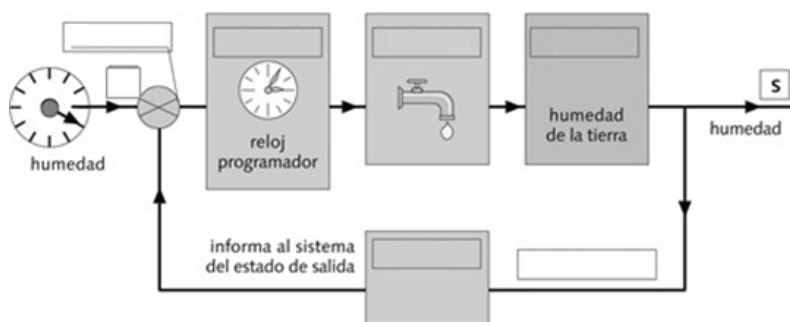 S
humedad
reloj
programador
humedad
de la tierra
humedad
informa al sistema
del estado de salida